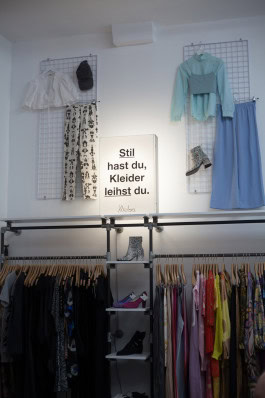 Stil
hast du,
Kleider
leihst du.